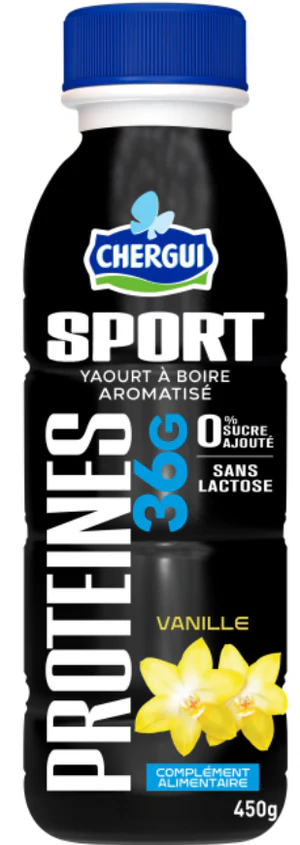 CHERGUI
SPORT
YAOURT À BOIRE
AROMATISÉ
PROTEINES
36G
0%
SUCRE
AJOUTÉ
SANS
LACTOSE
VANILLE
COMPLÉMENT
ALIMENTAIRE
450g